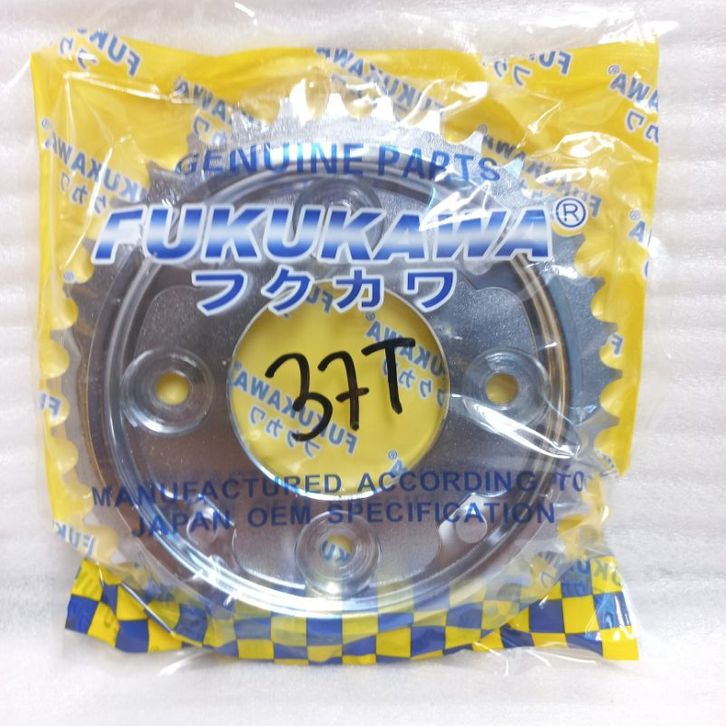 GENUINE PARTS
FUKUKAWA®
フクカワ
37T
MANUFACTURED ACCORDING TO
JAPAN OEM SPECIFICATION